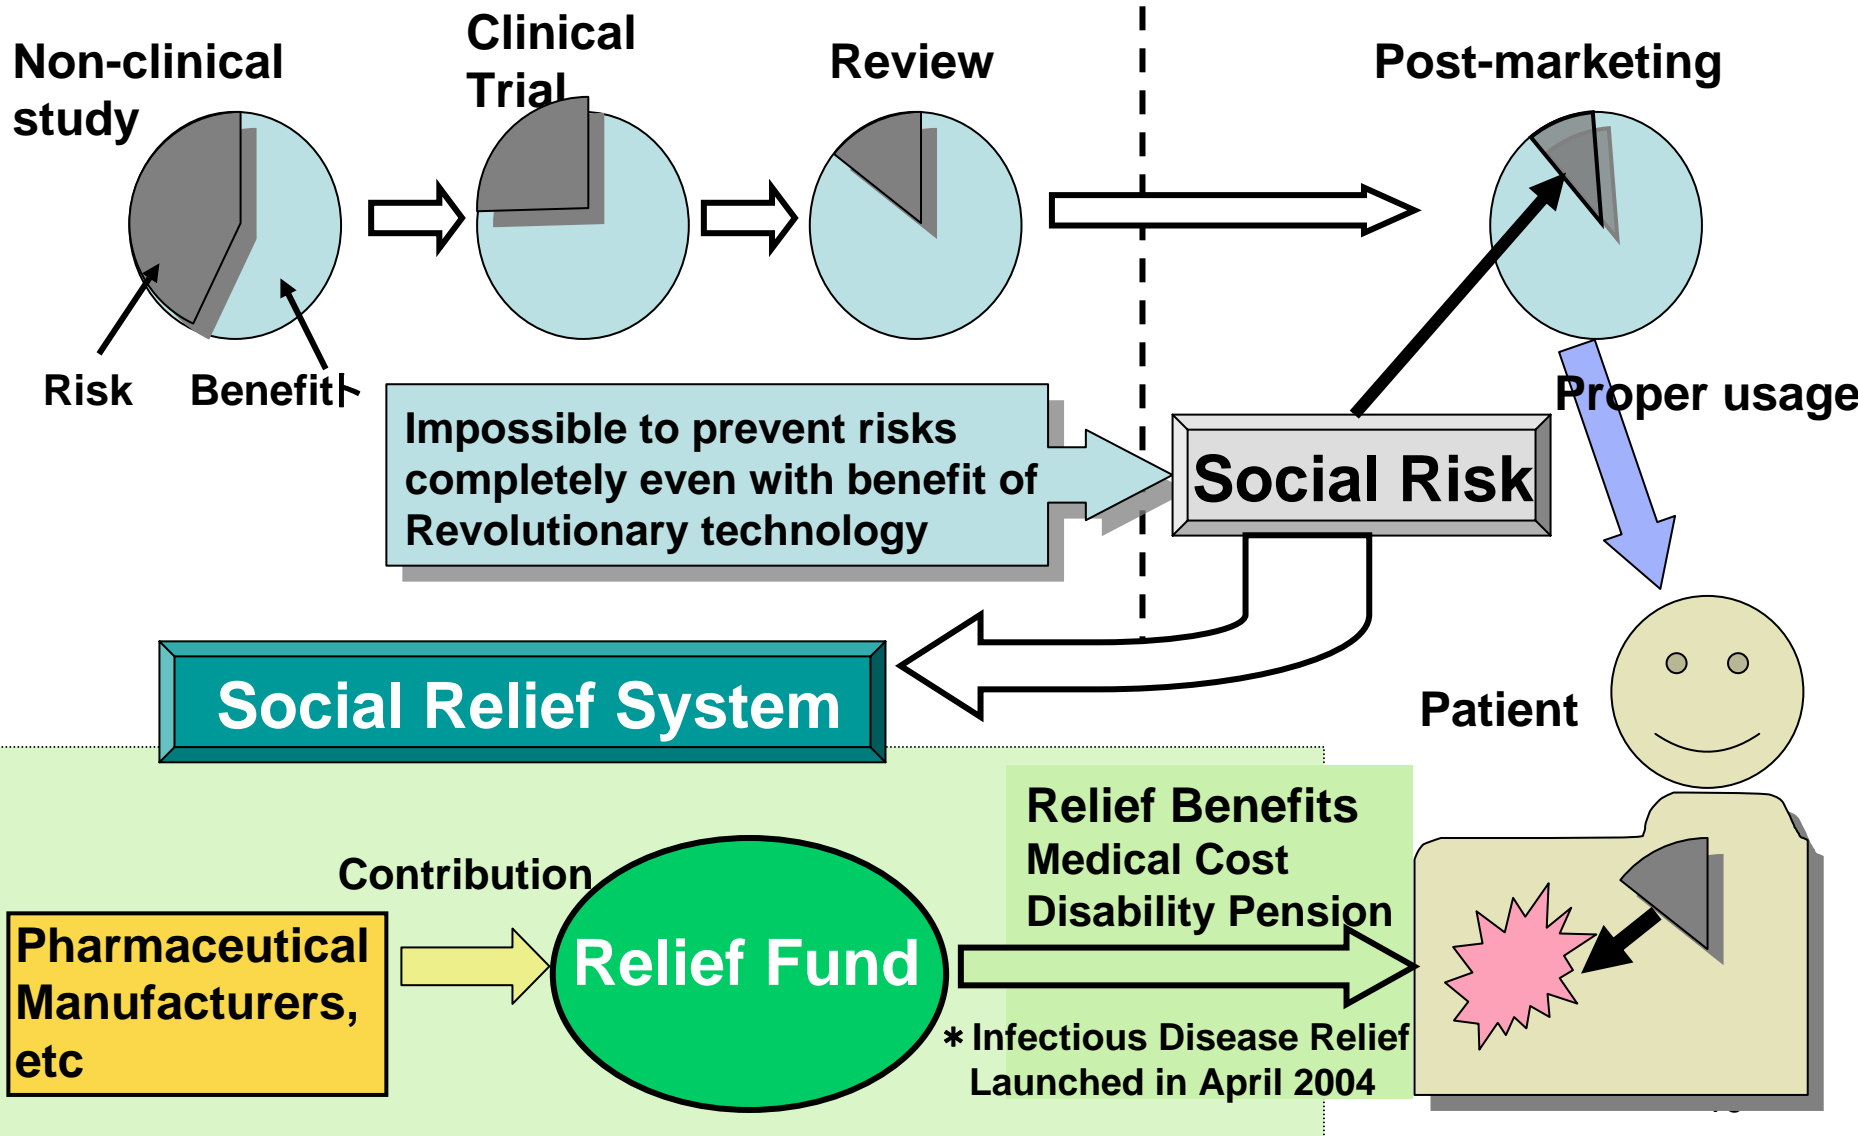 Non-clinical
study
Clinical
Trial
Review
Post-marketing
Risk
Benefit
Proper usage
Impossible to prevent risks
completely even with benefit of
Revolutionary technology
Social Risk
Social Relief System
Patient
Relief Benefits
Medical Cost
Disability Pension
Contribution
Pharmaceutical
Manufacturers,
etc
Relief Fund
* Infectious Disease Relief
Launched in April 2004